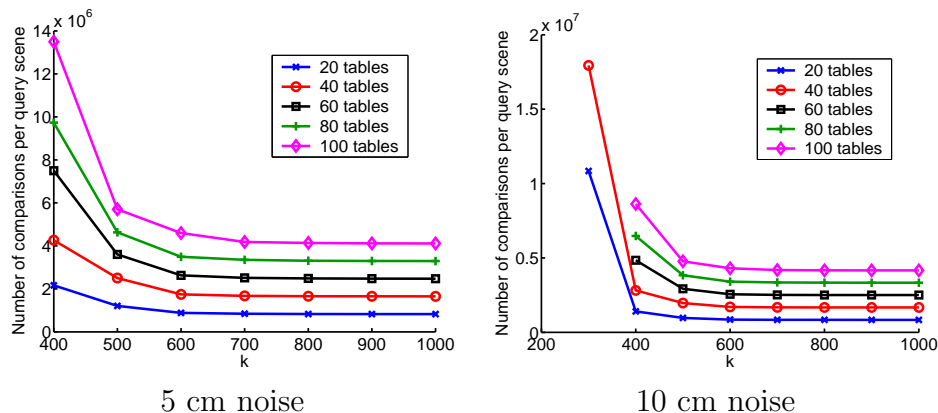 x 10^6
14
12
10
8
6
4
2
0
Number of comparisons per query scene
400 500 600 700 800 900 1000
k
20 tables
40 tables
60 tables
80 tables
100 tables
5 cm noise
x 10^7
2
1.5
1
0.5
0
Number of comparisons per query scene
200 400 600 800 1000
k
20 tables
40 tables
60 tables
80 tables
100 tables
10 cm noise